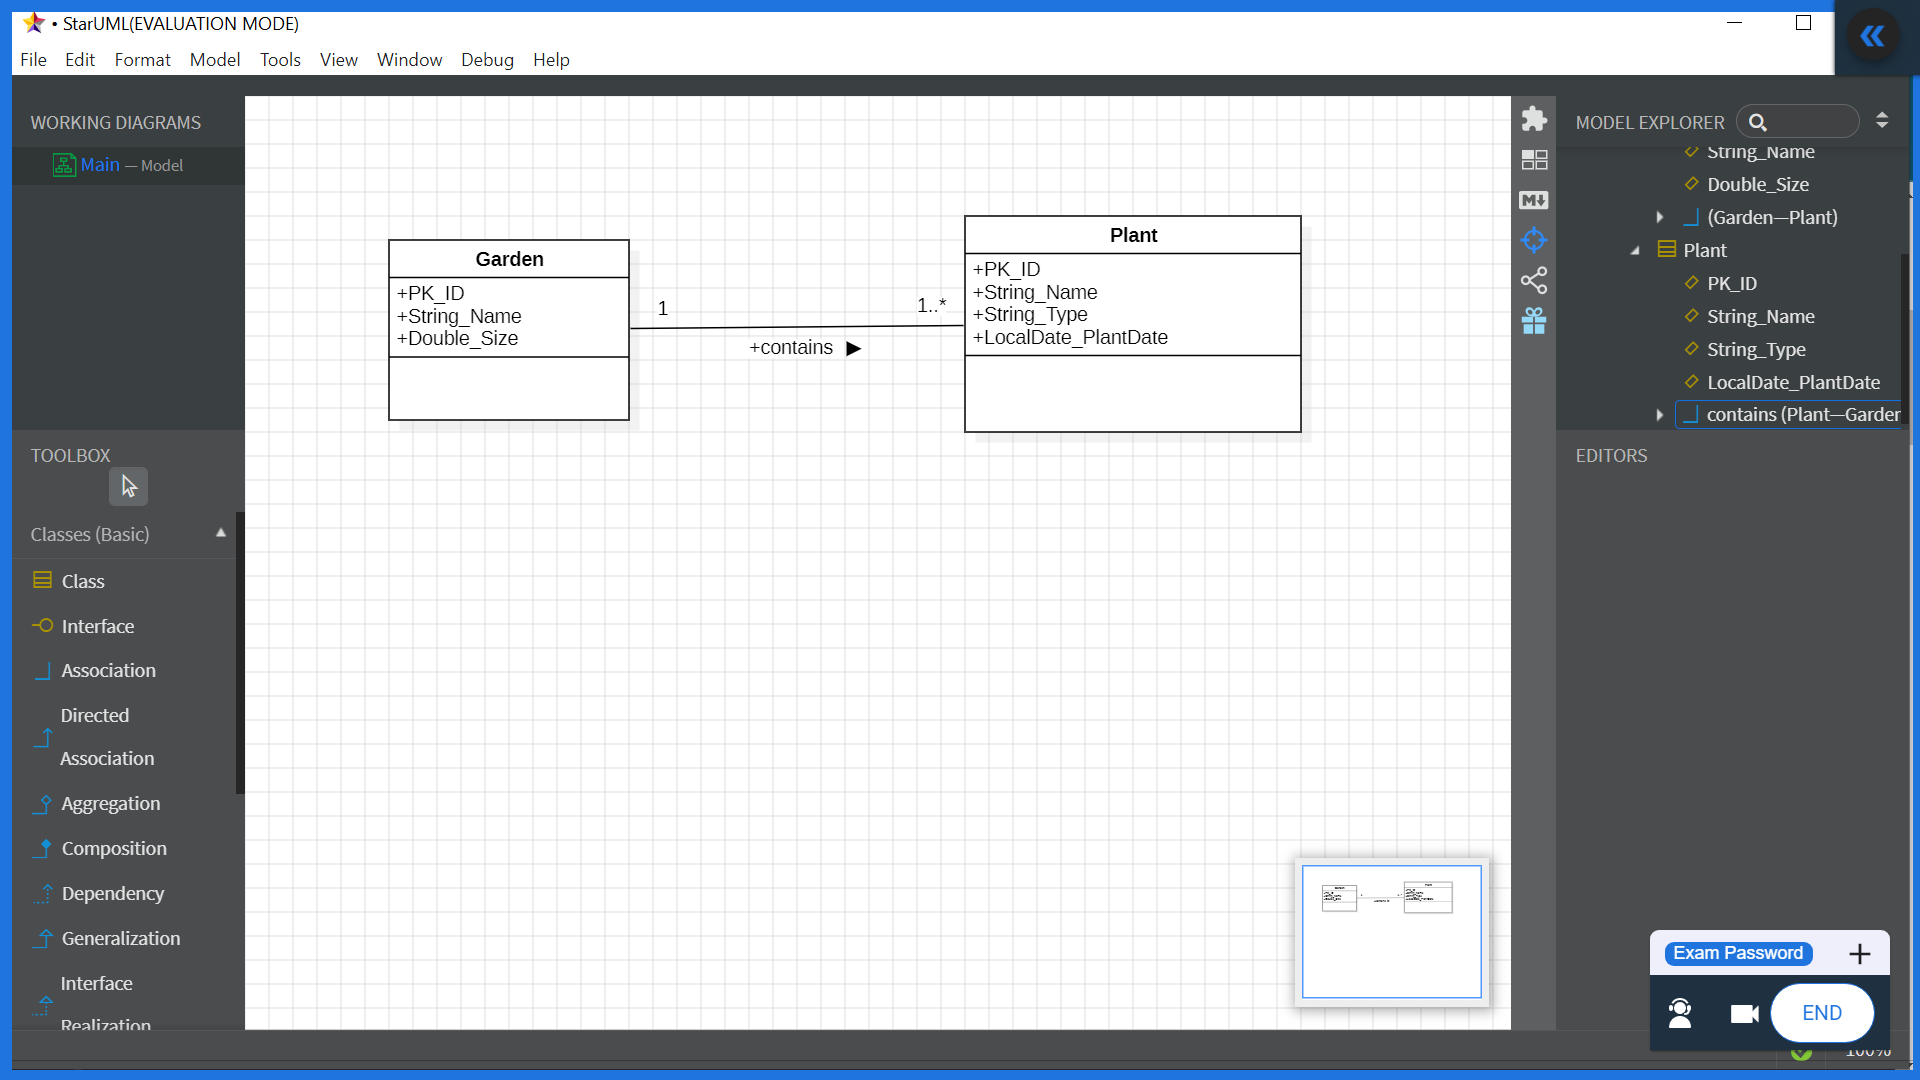 • StarUML(EVALUATION MODE)
File Edit Format Model Tools View Window Debug Help
WORKING DIAGRAMS
Main — Model
TOOLBOX
Classes (Basic)
Class
Interface
Association
Directed
Association
Aggregation
Composition
Dependency
Generalization
Interface
Realization
Garden
+PK_ID
+String_Name
+Double_Size
1
1..*
+contains ▶
Plant
+PK_ID
+String_Name
+String_Type
+LocalDate_PlantDate
M
MODEL EXPLORER
String_Name
Double_Size
(Garden—Plant)
Plant
PK_ID
String_Name
String_Type
LocalDate_PlantDate
contains (Plant—Garden
EDITORS
Exam Password
END
100%